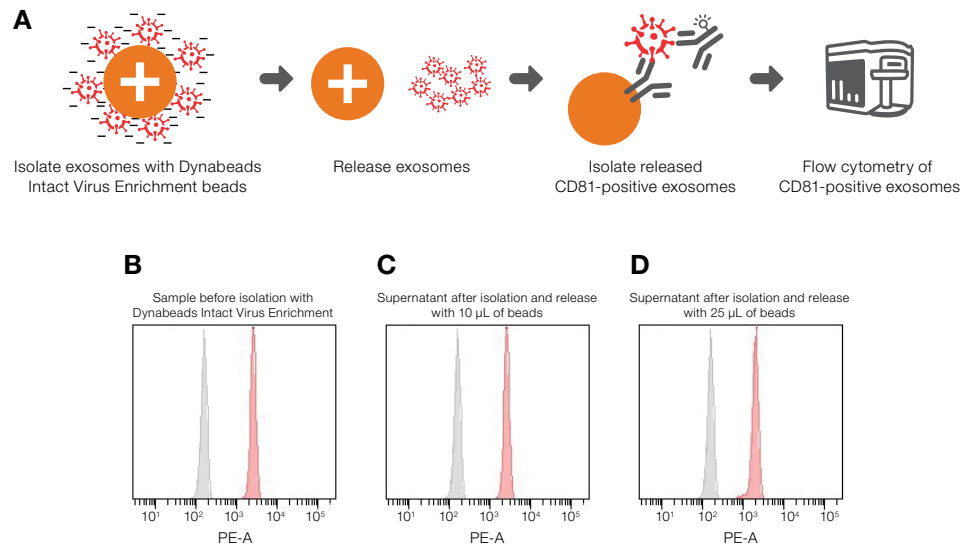 A
Isolate exosomes with Dynabeads
Intact Virus Enrichment beads
Release exosomes
Isolate released
CD81-positive exosomes
Flow cytometry of
CD81-positive exosomes
B
Sample before isolation with
Dynabeads Intact Virus Enrichment
10¹ 10² 10³ 10⁴ 10⁵
PE-A
C
Supernatant after isolation and release
with 10 µL of beads
10¹ 10² 10³ 10⁴ 10⁵
PE-A
D
Supernatant after isolation and release
with 25 µL of beads
10¹ 10² 10³ 10⁴ 10⁵
PE-A